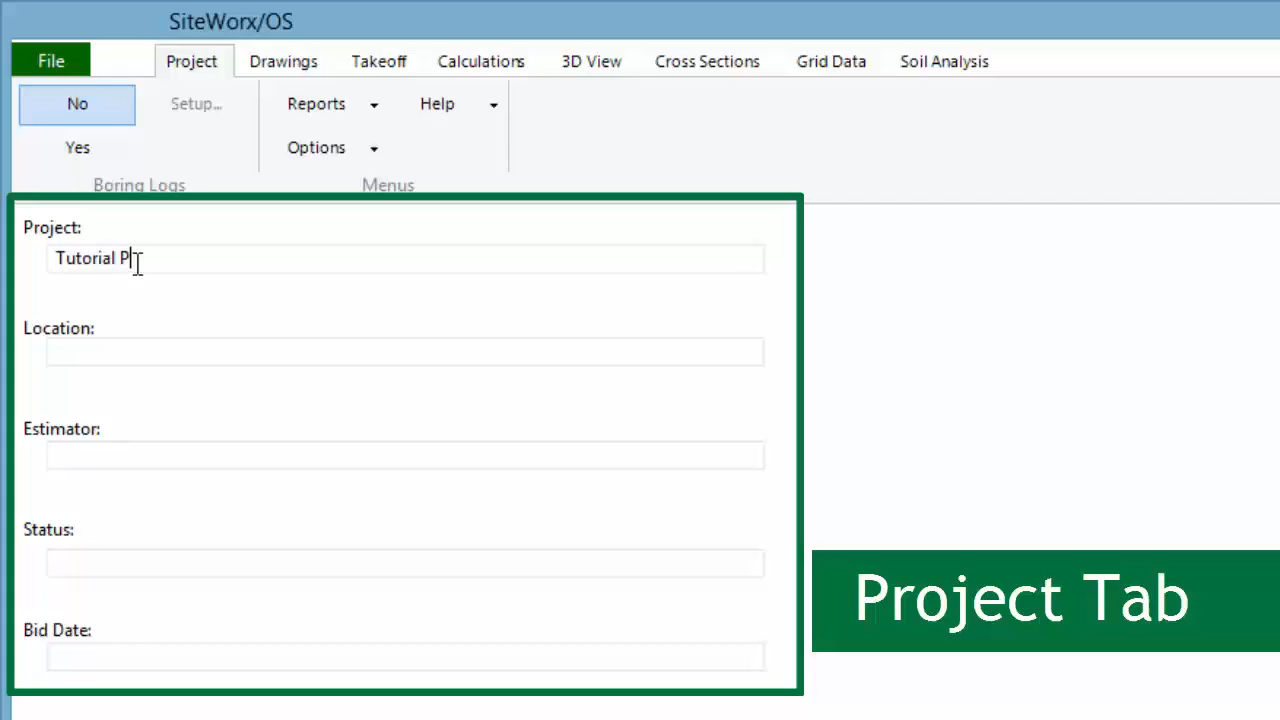 SiteWorx/OS
File Project Drawings Takeoff Calculations 3D View Cross Sections Grid Data Soil Analysis
No Setup... Reports Help
Yes Options
Boring Logs Menus
Project:
Tutorial P
Location:
Estimator:
Status:
Project Tab
Bid Date: